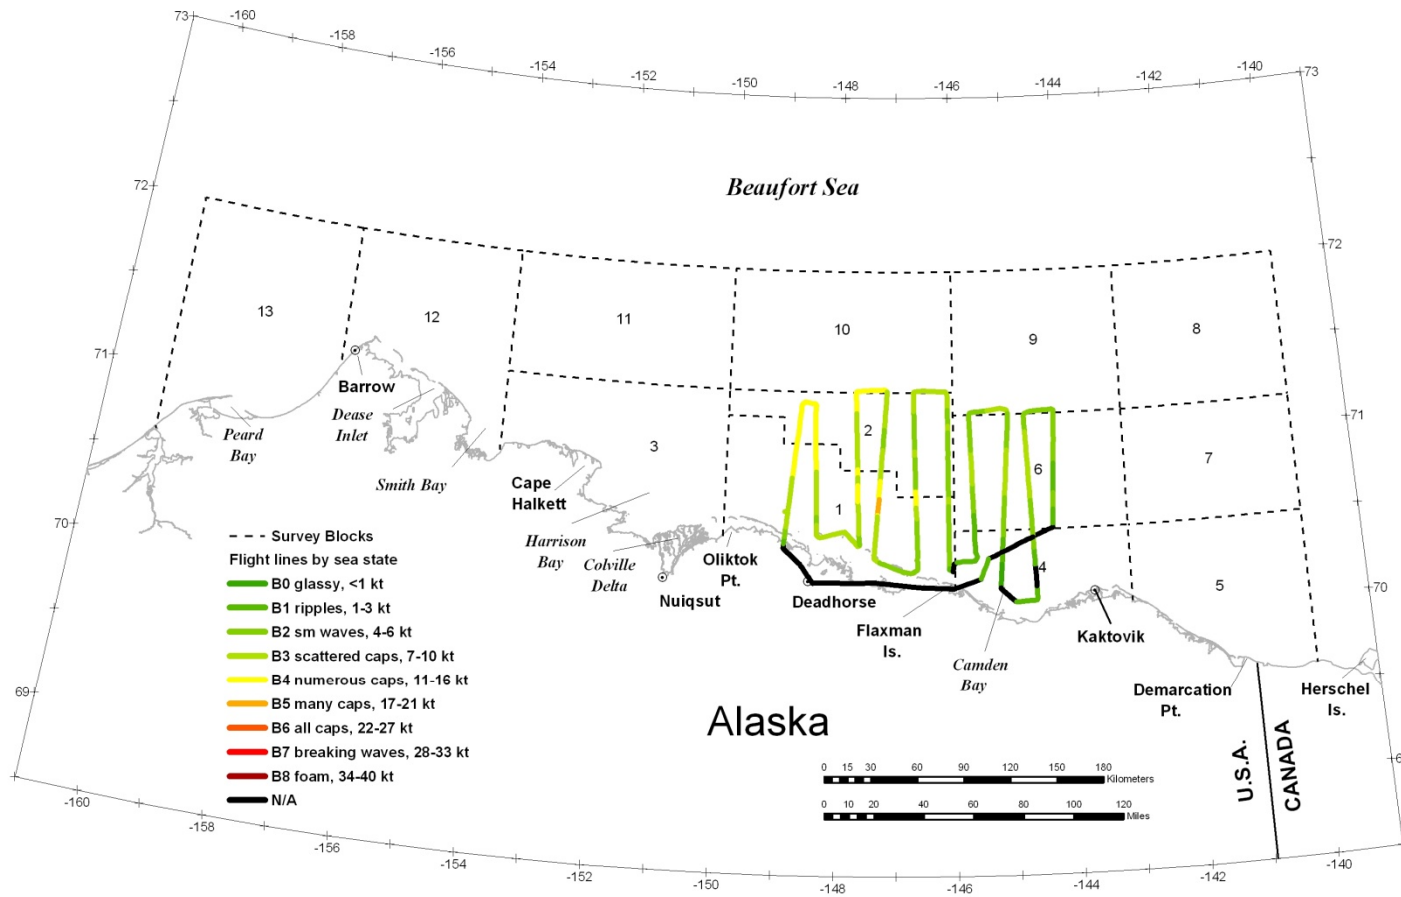 73
-160
-158
-156
-154
-152
-150
-148
-146
-144
-142
-140
73
Beaufort Sea
72
72
13
12
11
10
9
8
71
71
Barrow
Dease
Inlet
Peard
Bay
Smith Bay
Cape
Halkett
3
2
1
6
7
70
70
Harrison
Bay
Colville
Delta
Oliktok
Pt.
Nuiqsut
Deadhorse
Flaxman
Is.
4
5
Camden
Bay
Kaktovik
Demarcation
Pt.
Herschel
Is.
Survey Blocks
Flight lines by sea state
B0 glassy, <1 kt
B1 ripples, 1-3 kt
B2 sm waves, 4-6 kt
B3 scattered caps, 7-10 kt
B4 numerous caps, 11-16 kt
B5 many caps, 17-21 kt
B6 all caps, 22-27 kt
B7 breaking waves, 28-33 kt
B8 foam, 34-40 kt
N/A
69
Alaska
U.S.A.
CANADA
0 15 30 60 90 120 150 180
Kilometers
0 10 20 40 60 80 100 120
Miles
-160
-158
-156
-154
-152
-150
-148
-146
-144
-142
-140